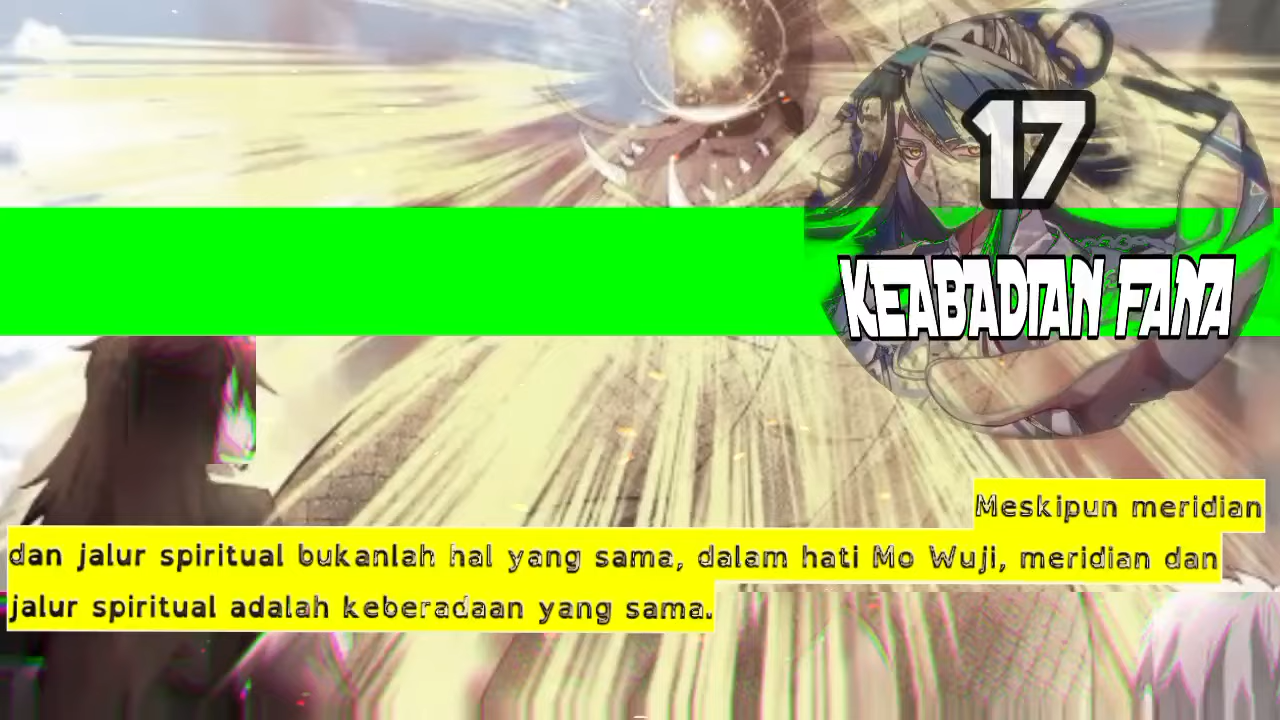 17
KEABADIAN FANA
Meskipun meridian
dan jalur spiritual bukanlah hal yang sama, dalam hati Mo Wuji, meridian dan
jalur spiritual adalah keberadaan yang sama.